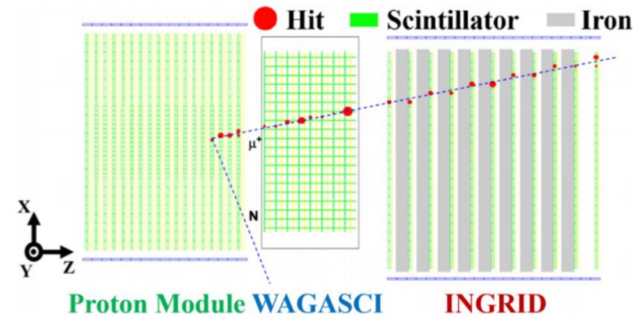 Hit Scintillator Iron
μ+
N
X
Y Z
Proton Module WAGASCI INGRID